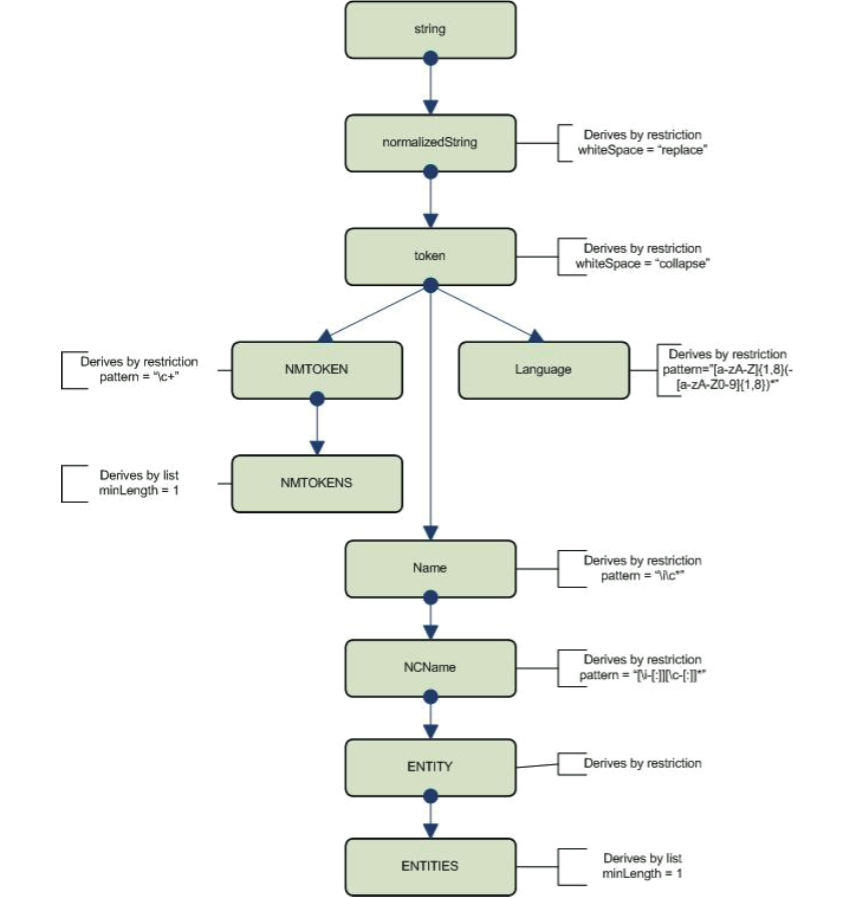 string
normalizedString
Derives by restriction
whiteSpace = “replace”
token
Derives by restriction
whiteSpace = “collapse”
Derives by restriction
pattern = “\c+”
NMTOKEN
Language
Derives by restriction
pattern=”[a-zA-Z]{1,8}(-
[a-zA-Z0-9]{1,8})*”
Derives by list
minLength = 1
NMTOKENS
Name
Derives by restriction
pattern = “\i\c*”
NCName
Derives by restriction
pattern = “[\i-[:]][\c-[:]]*”
ENTITY
Derives by restriction
ENTITIES
Derives by list
minLength = 1